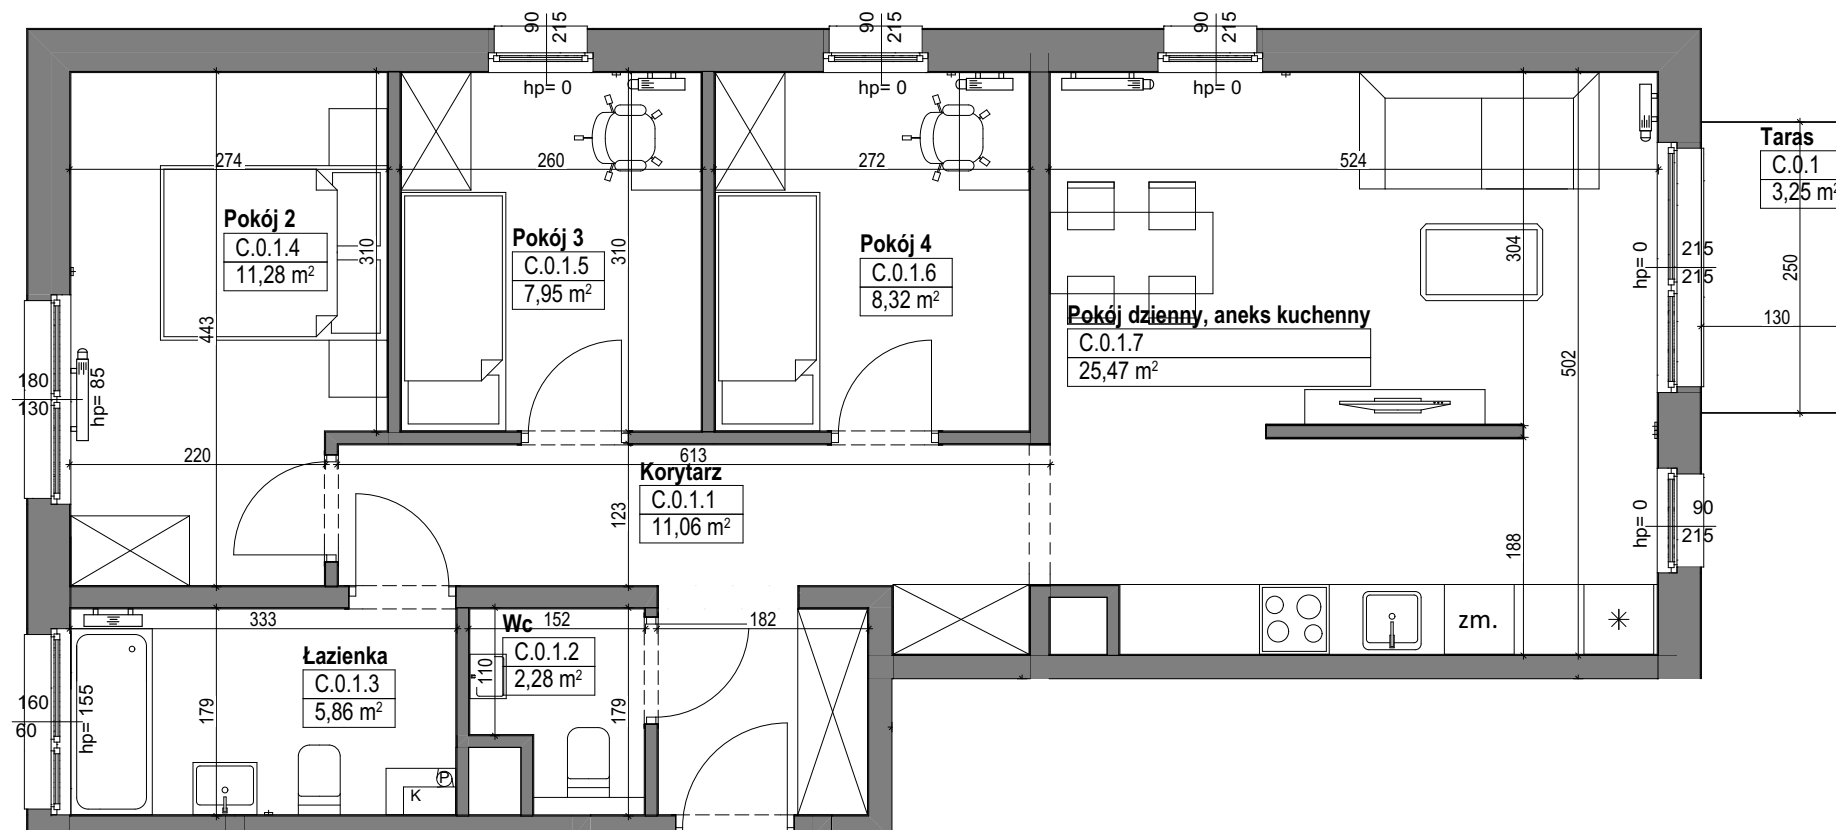 90
215
90
215
90
215
hp= 0
hp= 0
hp= 0
274
260
272
524
Taras
C.0.1
3,25 m²
Pokój 2
C.0.1.4
11,28 m²
310
443
Pokój 3
C.0.1.5
7,95 m²
310
Pokój 4
C.0.1.6
8,32 m²
304
hp= 0
215
215
250
130
Pokój dzienny, aneks kuchenny
C.0.1.7
25,47 m²
502
180
130
hp= 85
220
613
Korytarz
C.0.1.1
11,06 m²
123
188
hp= 0
90
215
333
152
182
zm.
Wc
C.0.1.2
2,28 m²
110
179
Łazienka
C.0.1.3
5,86 m²
179
160
60
hp= 155
P
K